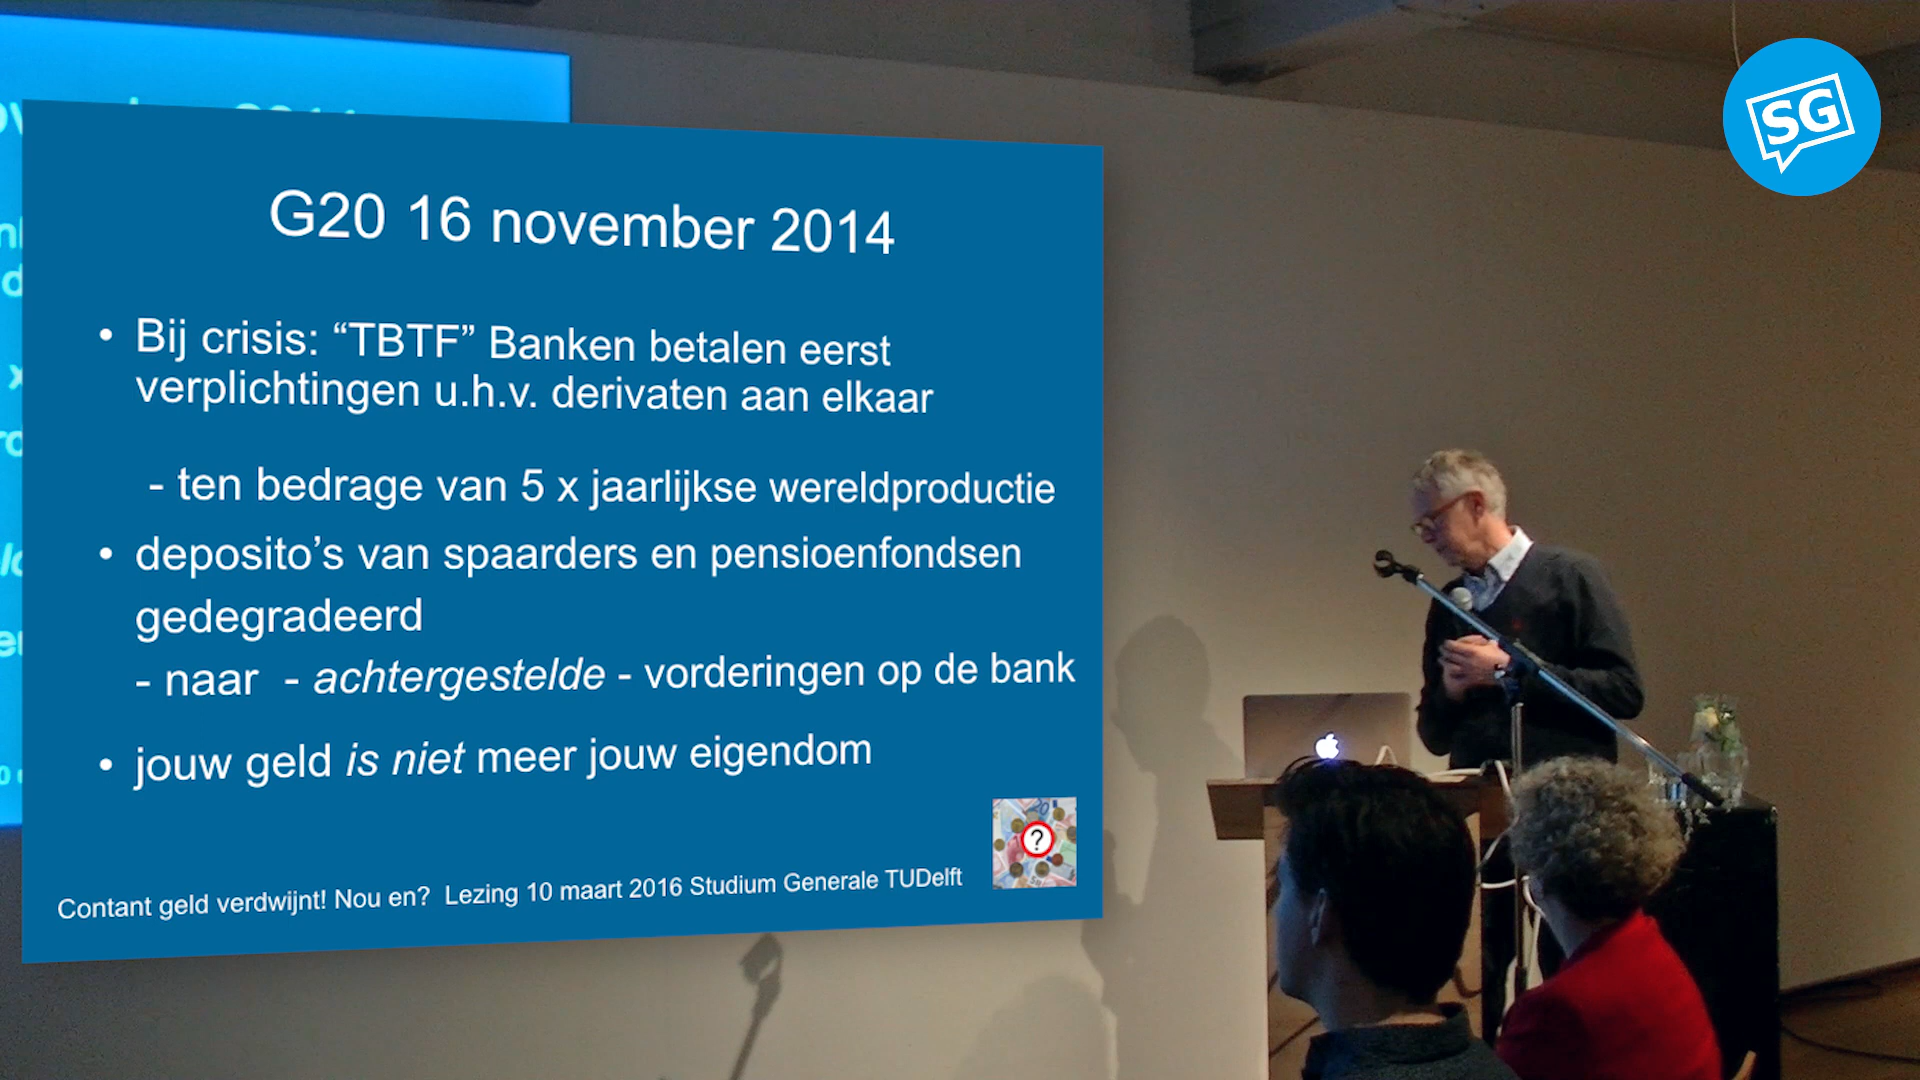 SG
G20 16 november 2014
• Bij crisis: “TBTF” Banken betalen eerst
verplichtingen u.h.v. derivaten aan elkaar
- ten bedrage van 5 x jaarlijkse wereldproductie
• deposito’s van spaarders en pensioenfondsen
gedegradeerd
- naar - achtergestelde - vorderingen op de bank
• jouw geld is niet meer jouw eigendom
?
Contant geld verdwijnt! Nou en? Lezing 10 maart 2016 Studium Generale TUDelft